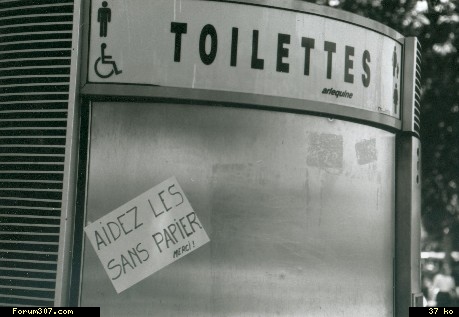 TOILETTES
arlequine
AIDEZ LES
SANS PAPIER
MERCI!
Forum307.com
37 ko